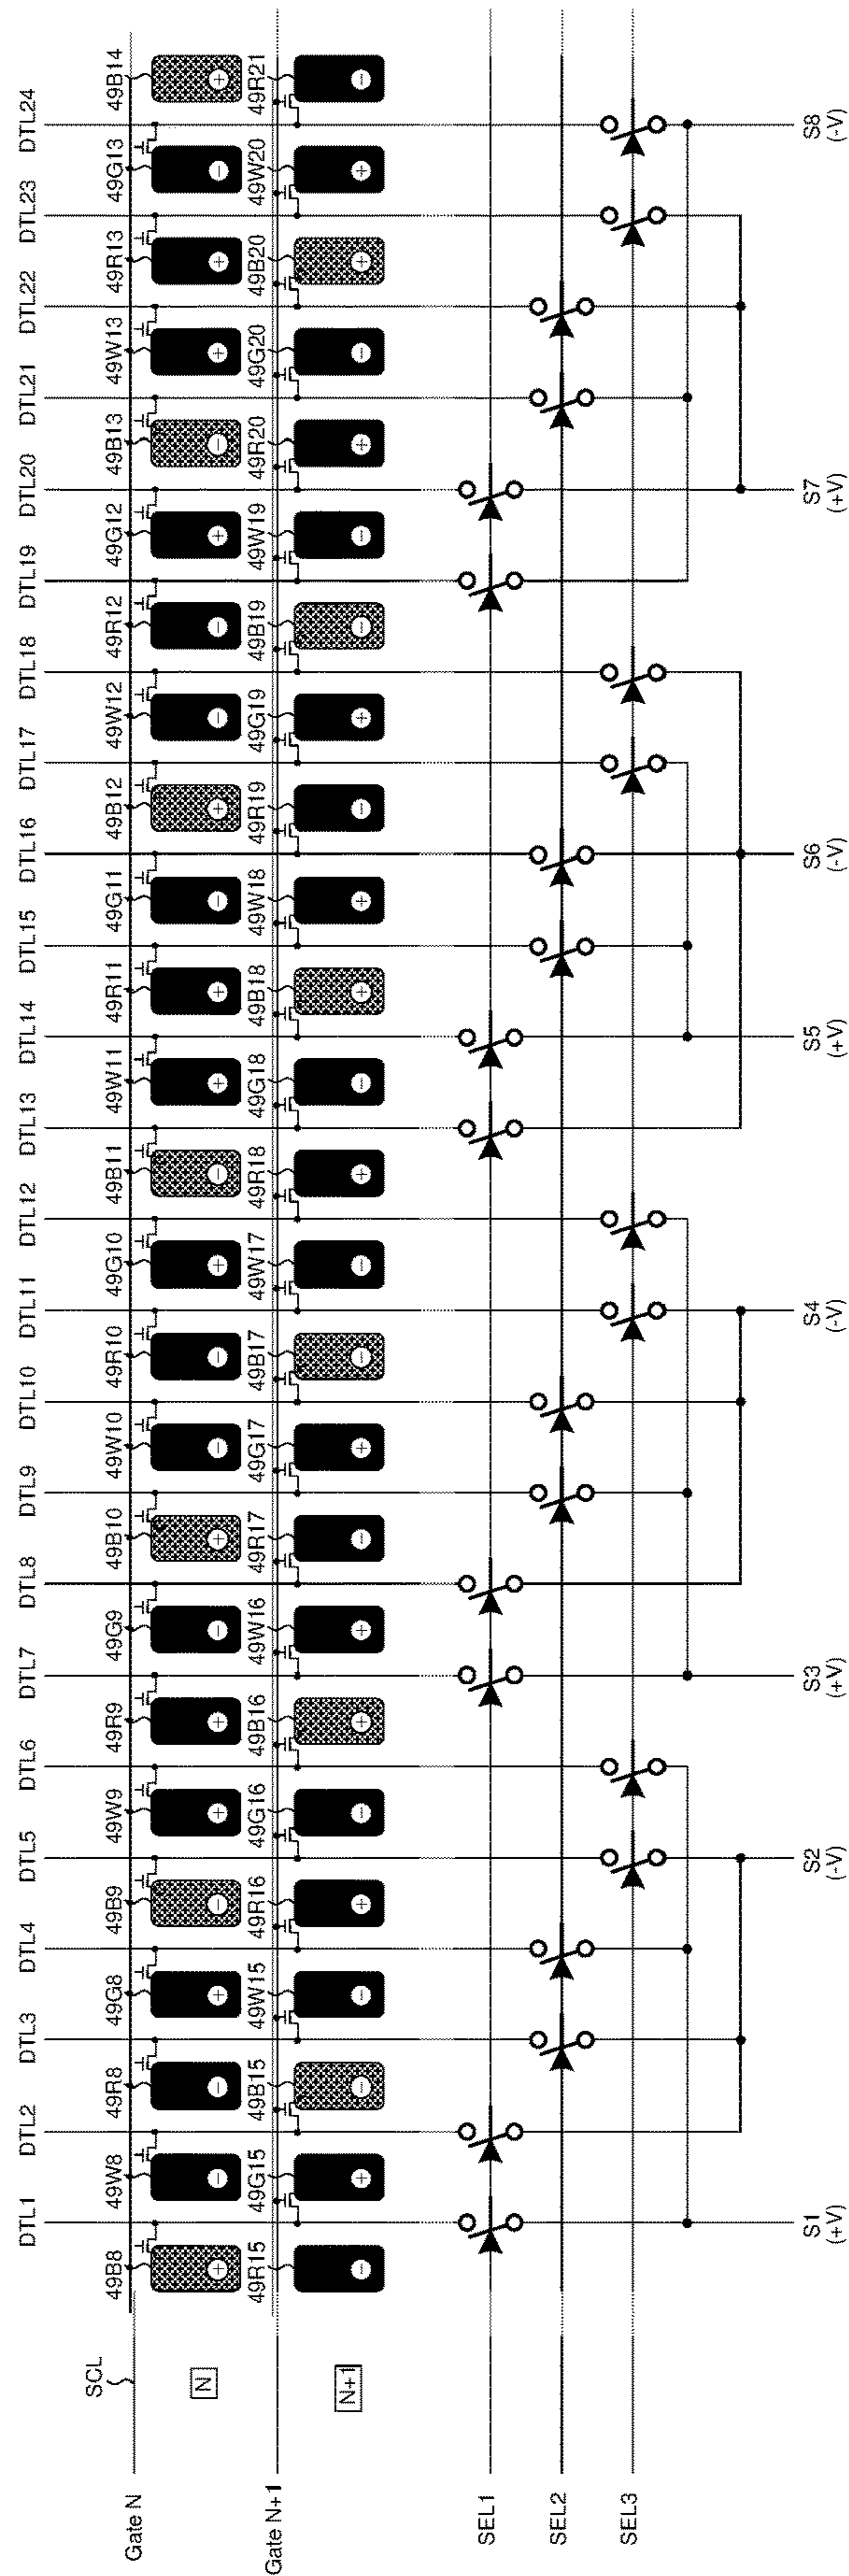 DTL1 DTL2 DTL3 DTL4 DTL5 DTL6 DTL7 DTL8 DTL9 DTL10 DTL11 DTL12 DTL13 DTL14 DTL15 DTL16 DTL17 DTL18 DTL19 DTL20 DTL21 DTL22 DTL23 DTL24
SCL
49B8 49W8 49R8 49G8 49B9 49W9 49R9 49G9 49B10 49W10 49R10 49G10 49B11 49W11 49R11 49G11 49B12 49W12 49R12 49G12 49B13 49W13 49R13 49G13 49B14
Gate N
N
+ − − + − + + − + − − + − + + − + − − + − + + − +
49R15 49G15 49B15 49W15 49R16 49G16 49B16 49W16 49R17 49G17 49B17 49W17 49R18 49G18 49B18 49W18 49R19 49G19 49B19 49W19 49R20 49G20 49B20 49W20 49R21
Gate N+1
N+1
− + − − + − + + − + − − + − + + − + − − + − + + −
SEL1
SEL2
SEL3
S1 S2 S3 S4 S5 S6 S7 S8
(+V) (-V) (+V) (-V) (+V) (-V) (+V) (-V)